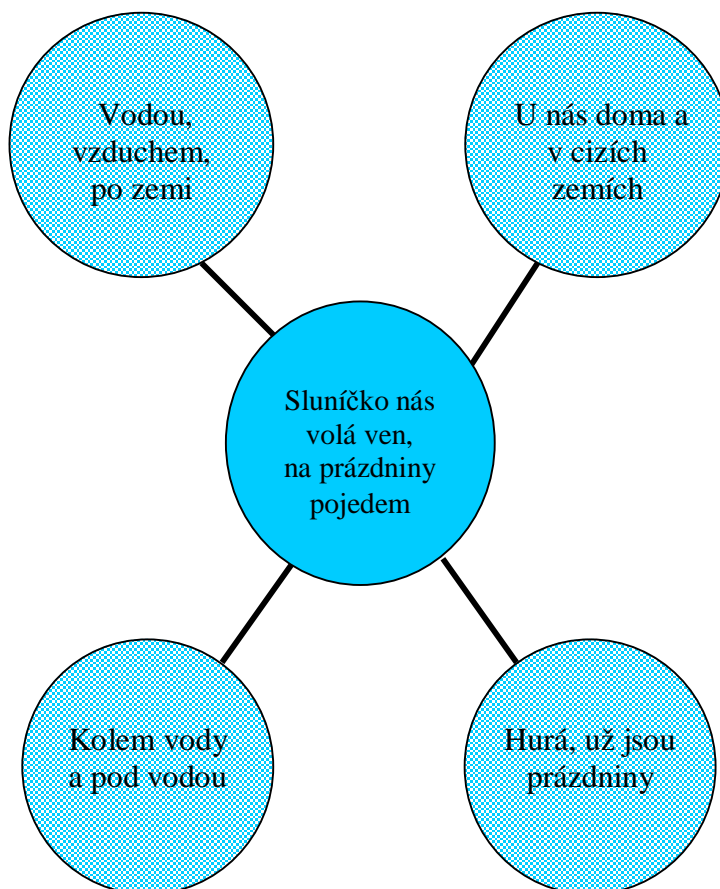 Vodou,
vzduchem,
po zemi
U nás doma a
v cizích
zemích
Sluníčko nás
volá ven,
na prázdniny
pojedem
Kolem vody
a pod vodou
Hurá, už jsou
prázdniny